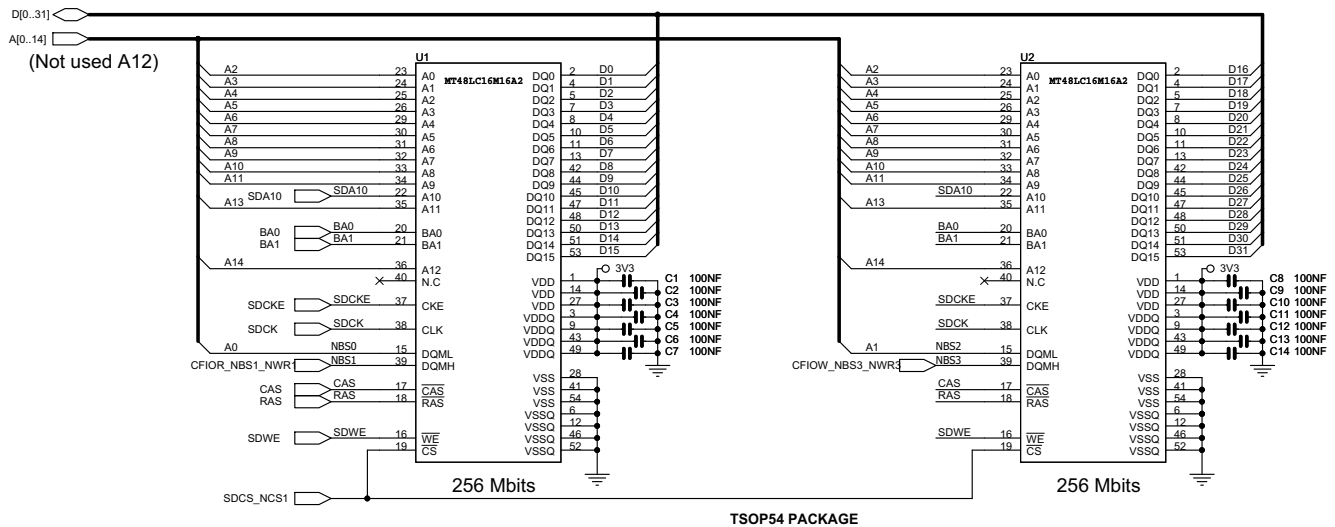 D[0..31]
A[0..14]
(Not used A12)
U1
MT48LC16M16A2
A2 23 A0 DQ0 2 D0
A3 24 A1 DQ1 4 D1
A4 25 A2 DQ2 5 D2
A5 26 A3 DQ3 7 D3
A6 29 A4 DQ4 8 D4
A7 30 A5 DQ5 10 D5
A8 31 A6 DQ6 11 D6
A9 32 A7 DQ7 13 D7
A10 33 A8 DQ8 42 D8
A11 34 A9 DQ9 44 D9
SDA10 SDA10 22 A10 DQ10 45 D10
A13 35 A11 DQ11 47 D11
DQ12 48 D12
BA0 BA0 20 BA0 DQ13 50 D13
BA1 BA1 21 BA1 DQ14 51 D14
DQ15 53 D15
A14 36 A12
3V3
40 N.C VDD 1 C1 100NF
VDD 14 C2 100NF
SDCKE SDCKE 37 CKE VDD 27 C3 100NF
VDDQ 3 C4 100NF
SDCK SDCK 38 CLK VDDQ 9 C5 100NF
VDDQ 43 C6 100NF
A0 NBS0 15 DQML VDDQ 49 C7 100NF
CFIOR_NBS1_NWR1 NBS1 39 DQMH
VSS 28
CAS CAS 17 CAS VSS 41
RAS RAS 18 RAS VSS 54
VSSQ 6
VSSQ 12
SDWE SDWE 16 WE VSSQ 46
19 CS VSSQ 52
256 Mbits
SDCS_NCS1
U2
MT48LC16M16A2
A2 23 A0 DQ0 2 D16
A3 24 A1 DQ1 4 D17
A4 25 A2 DQ2 5 D18
A5 26 A3 DQ3 7 D19
A6 29 A4 DQ4 8 D20
A7 30 A5 DQ5 10 D21
A8 31 A6 DQ6 11 D22
A9 32 A7 DQ7 13 D23
A10 33 A8 DQ8 42 D24
A11 34 A9 DQ9 44 D25
SDA10 22 A10 DQ10 45 D26
A13 35 A11 DQ11 47 D27
DQ12 48 D28
BA0 20 BA0 DQ13 50 D29
BA1 21 BA1 DQ14 51 D30
DQ15 53 D31
A14 36 A12
3V3
40 N.C VDD 1 C8 100NF
VDD 14 C9 100NF
SDCKE 37 CKE VDD 27 C10 100NF
VDDQ 3 C11 100NF
SDCK 38 CLK VDDQ 9 C12 100NF
VDDQ 43 C13 100NF
A1 NBS2 15 DQML VDDQ 49 C14 100NF
CFIOW_NBS3_NWR3 NBS3 39 DQMH
VSS 28
CAS 17 CAS VSS 41
RAS 18 RAS VSS 54
VSSQ 6
VSSQ 12
SDWE 16 WE VSSQ 46
19 CS VSSQ 52
256 Mbits
TSOP54 PACKAGE